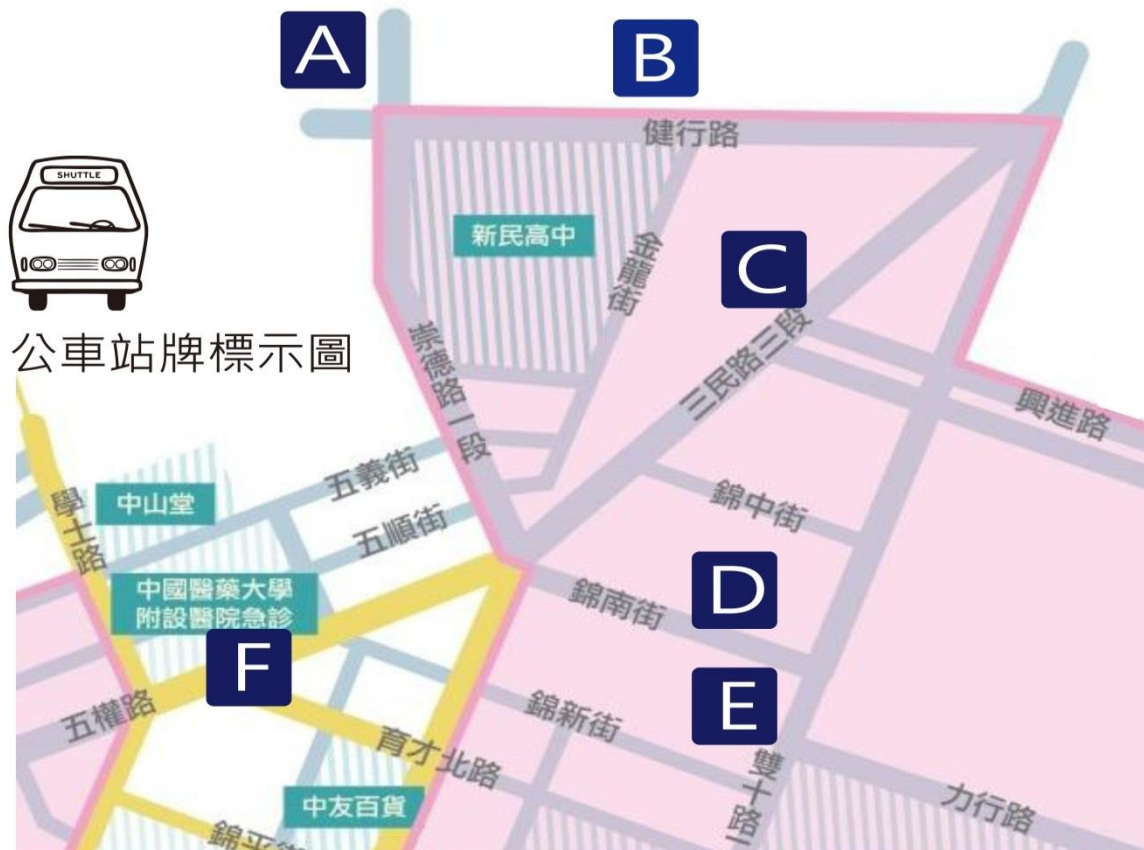 A
B
健行路
SHUTTLE
新民高中
金龍街
C
公車站牌標示圖
崇德路一段
三民路三段
興進路
五義街
中山堂
學士路
五順街
錦中街
中國醫藥大學
附設醫院急診
D
錦南街
F
E
五權路
錦新街
育才北路
雙十路
力行路
中友百貨
錦平街